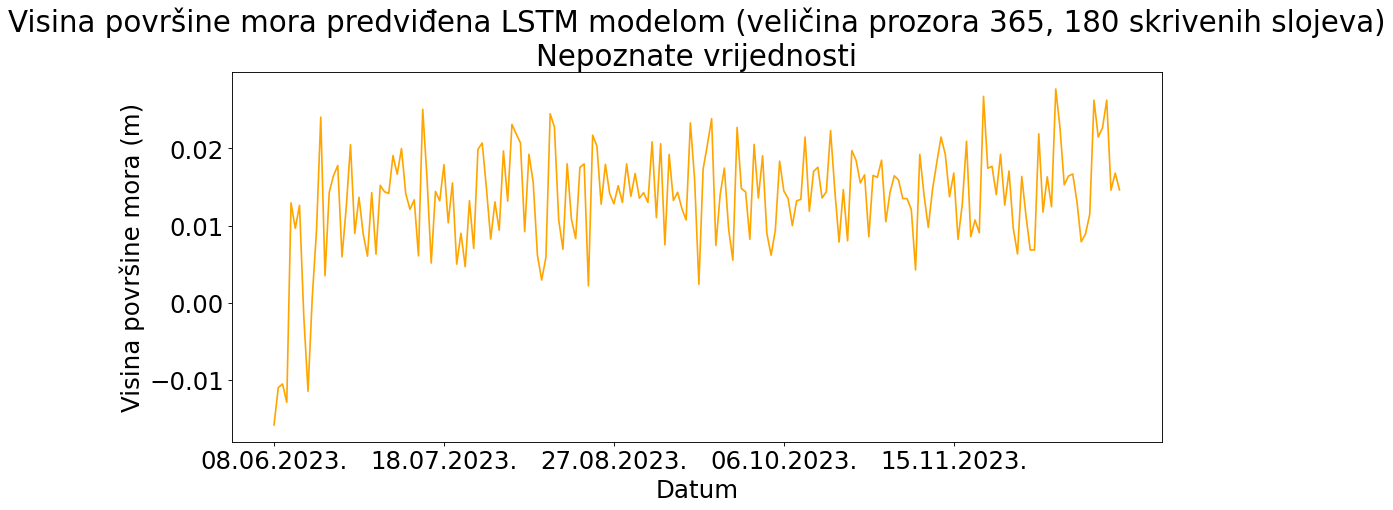 Visina površine mora predviđena LSTM modelom (veličina prozora 365, 180 skrivenih slojeva)
Nepoznate vrijednosti
Visina površine mora (m)
0.02
0.01
0.00
−0.01
08.06.2023. 18.07.2023. 27.08.2023. 06.10.2023. 15.11.2023.
Datum